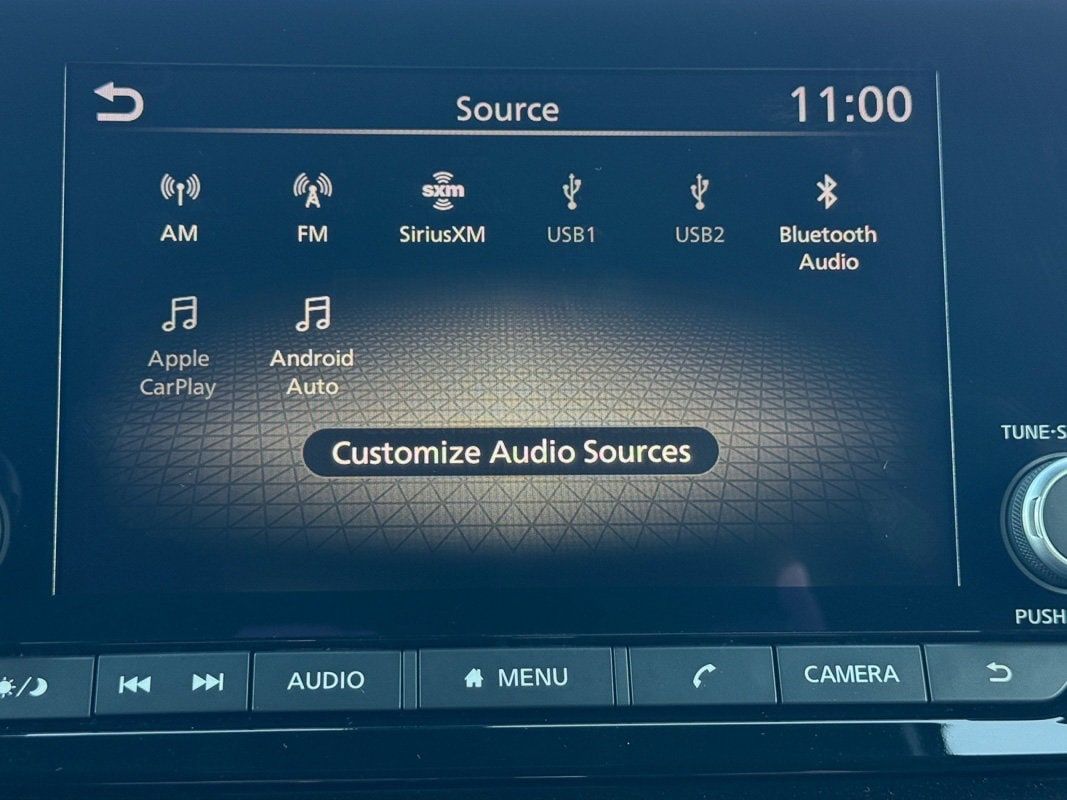 Source
11:00
sxm
AM
FM
SiriusXM
USB1
USB2
Bluetooth
Audio
Apple
CarPlay
Android
Auto
Customize Audio Sources
TUNE·S
PUSH
AUDIO
MENU
CAMERA